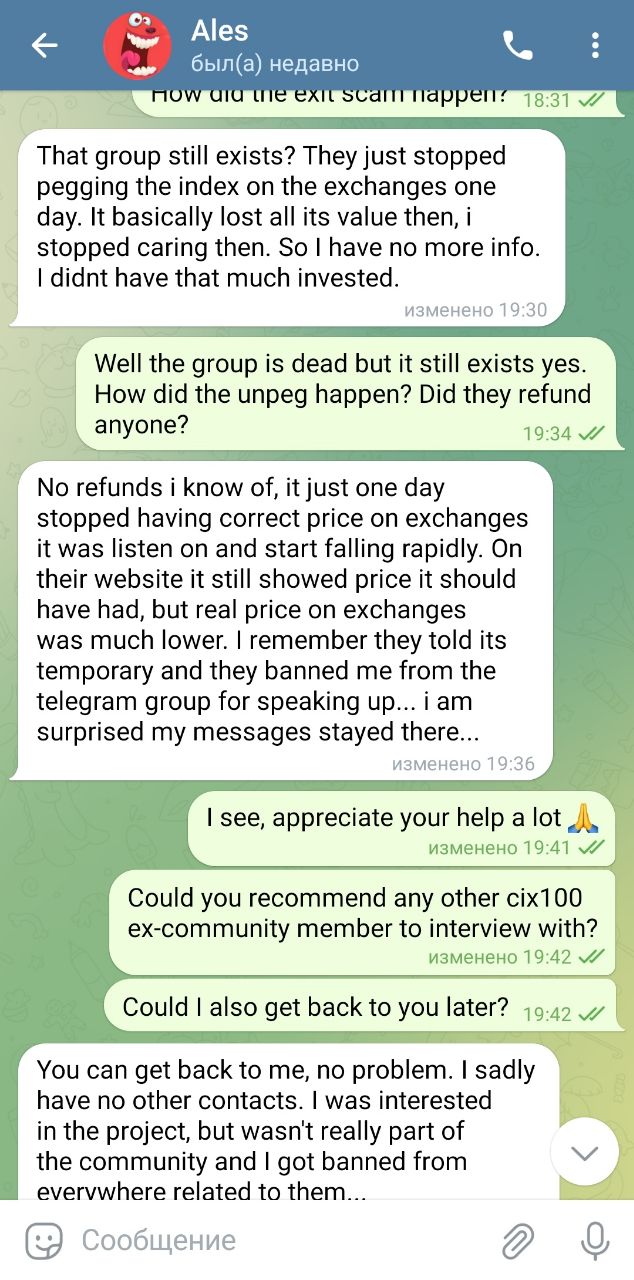 Ales
был(а) недавно
How did the exit scam happen?
18:31
That group still exists? They just stopped
pegging the index on the exchanges one
day. It basically lost all its value then, i
stopped caring then. So I have no more info.
I didnt have that much invested.
изменено 19:30
Well the group is dead but it still exists yes.
How did the unpeg happen? Did they refund
anyone?
19:34
No refunds i know of, it just one day
stopped having correct price on exchanges
it was listen on and start falling rapidly. On
their website it still showed price it should
have had, but real price on exchanges
was much lower. I remember they told its
temporary and they banned me from the
telegram group for speaking up... i am
surprised my messages stayed there...
изменено 19:36
I see, appreciate your help a lot 🙏
изменено 19:41
Could you recommend any other cix100
ex-community member to interview with?
изменено 19:42
Could I also get back to you later?
19:42
You can get back to me, no problem. I sadly
have no other contacts. I was interested
in the project, but wasn't really part of
the community and I got banned from
everywhere related to them...
Сообщение